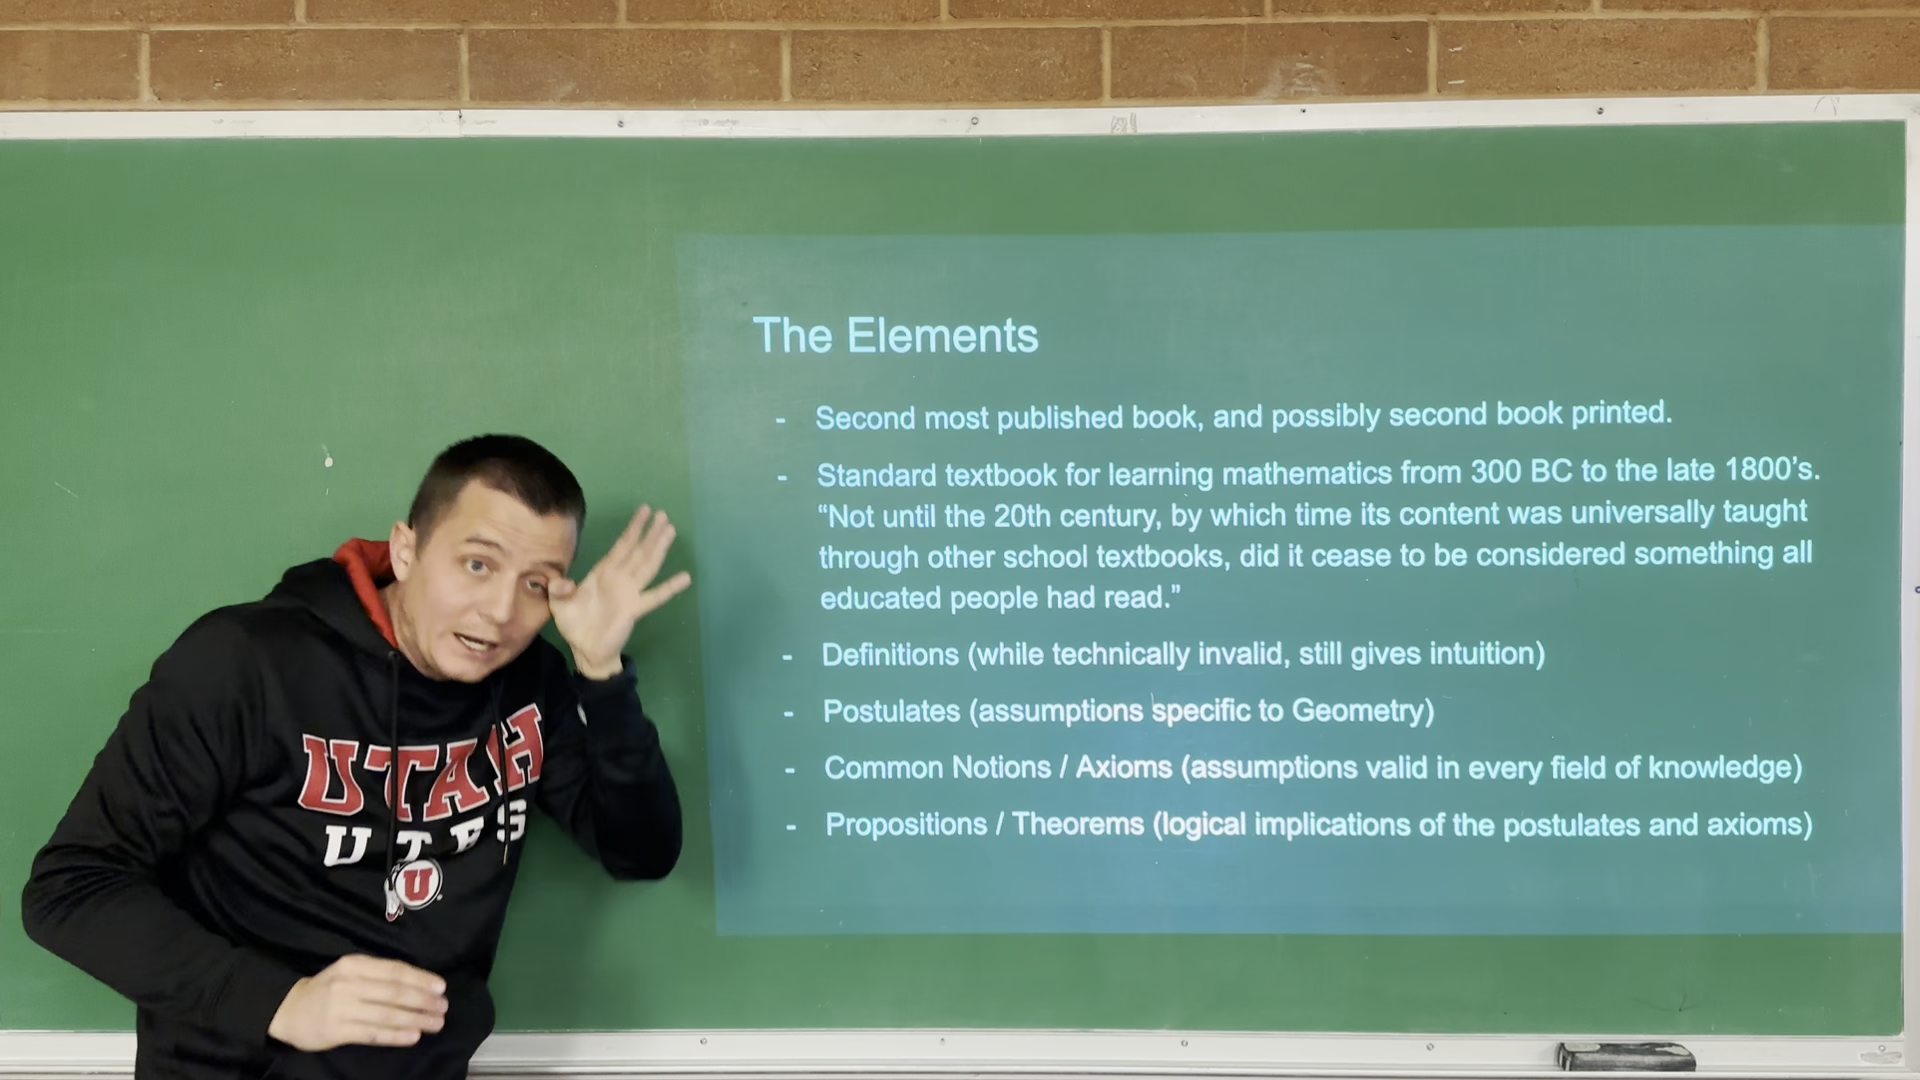 The Elements
- Second most published book, and possibly second book printed.
- Standard textbook for learning mathematics from 300 BC to the late 1800's.
“Not until the 20th century, by which time its content was universally taught
through other school textbooks, did it cease to be considered something all
educated people had read.”
- Definitions (while technically invalid, still gives intuition)
- Postulates (assumptions specific to Geometry)
- Common Notions / Axioms (assumptions valid in every field of knowledge)
- Propositions / Theorems (logical implications of the postulates and axioms)
UTAH
UTES
U